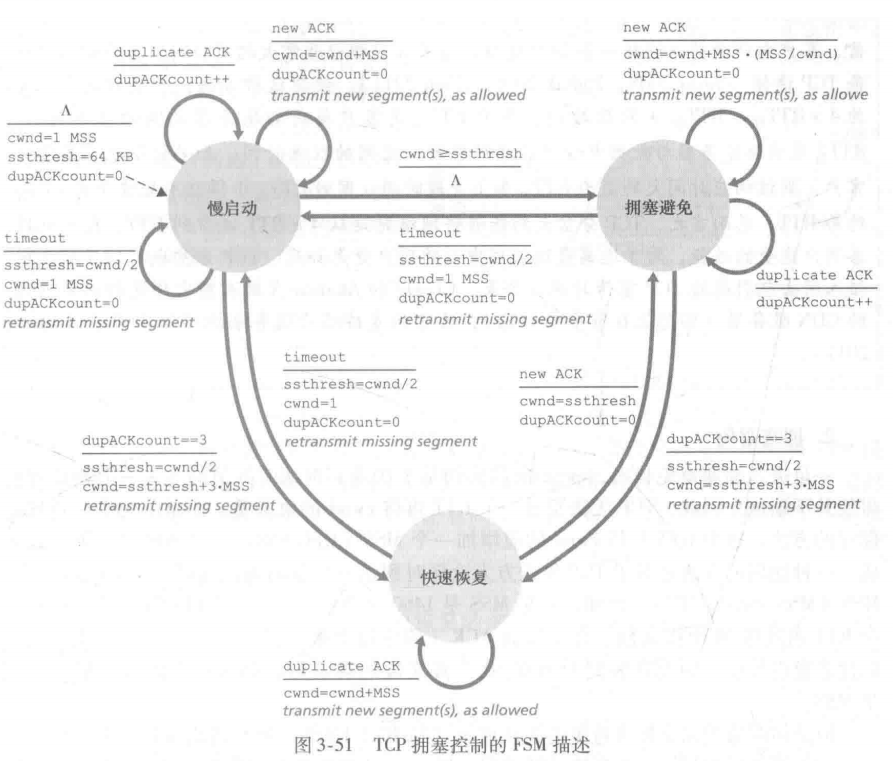 new ACK
cwnd=cwnd+MSS
dupACKcount=0
transmit new segment(s), as allowed
new ACK
cwnd=cwnd+MSS·(MSS/cwnd)
dupACKcount=0
transmit new segment(s), as allowe
duplicate ACK
dupACKcount++
Λ
cwnd=1 MSS
ssthresh=64 KB
dupACKcount=0
cwnd≥ssthresh
Λ
慢启动
拥塞避免
timeout
ssthresh=cwnd/2
cwnd=1 MSS
dupACKcount=0
retransmit missing segment
timeout
ssthresh=cwnd/2
cwnd=1 MSS
dupACKcount=0
retransmit missing segment
duplicate ACK
dupACKcount++
timeout
ssthresh=cwnd/2
cwnd=1
dupACKcount=0
retransmit missing segment
new ACK
cwnd=ssthresh
dupACKcount=0
dupACKcount==3
ssthresh=cwnd/2
cwnd=ssthresh+3·MSS
retransmit missing segment
dupACKcount==3
ssthresh=cwnd/2
cwnd=ssthresh+3·MSS
retransmit missing segment
快速恢复
duplicate ACK
cwnd=cwnd+MSS
transmit new segment(s), as allowed
图 3-51 TCP 拥塞控制的 FSM 描述